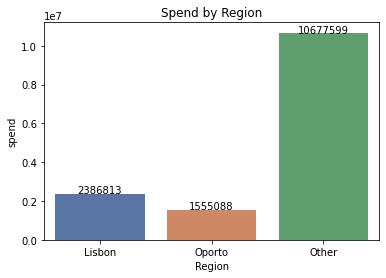 Spend by Region
1e7
10677599
1.0
0.8
0.6
spend
0.4
2386813
0.2
1555088
0.0
Lisbon Oporto Other
Region